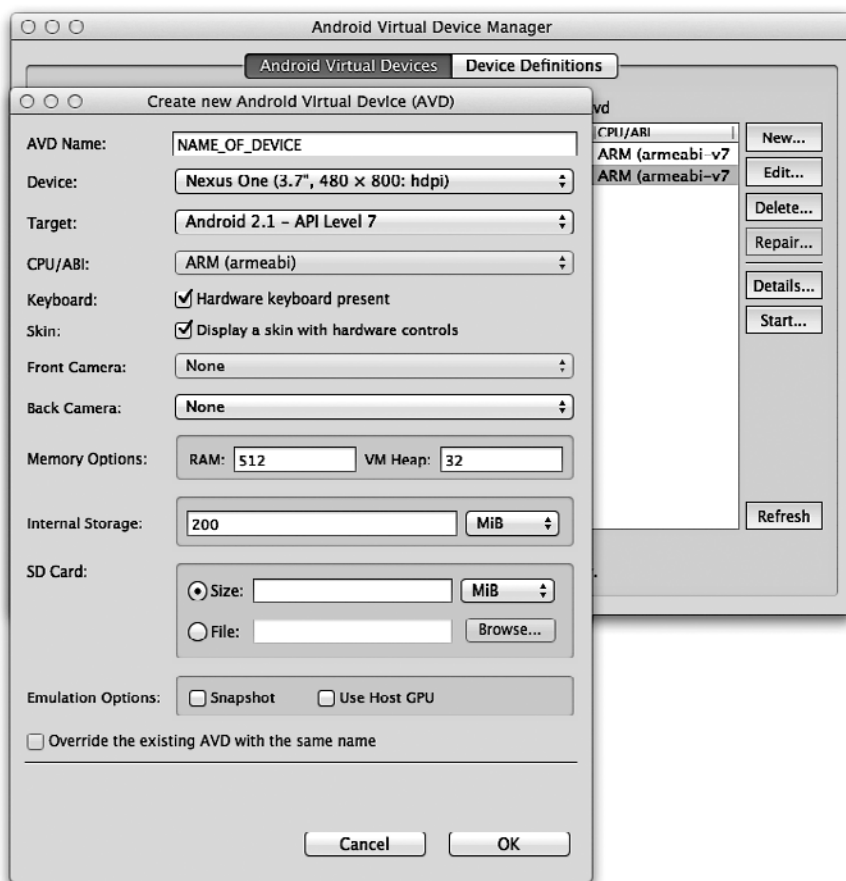 Android Virtual Device Manager
Android Virtual Devices Device Definitions
vd
CPU/ABI
ARM (armeabi-v7
ARM (armeabi-v7
New...
Edit...
Delete...
Repair...
Details...
Start...
Refresh
Create new Android Virtual Device (AVD)
AVD Name: NAME_OF_DEVICE
Device: Nexus One (3.7", 480 × 800: hdpi)
Target: Android 2.1 – API Level 7
CPU/ABI: ARM (armeabi)
Keyboard: Hardware keyboard present
Skin: Display a skin with hardware controls
Front Camera: None
Back Camera: None
Memory Options: RAM: 512 VM Heap: 32
Internal Storage: 200 MiB
SD Card:
Size: MiB
File: Browse...
Emulation Options: Snapshot Use Host GPU
Override the existing AVD with the same name
Cancel OK